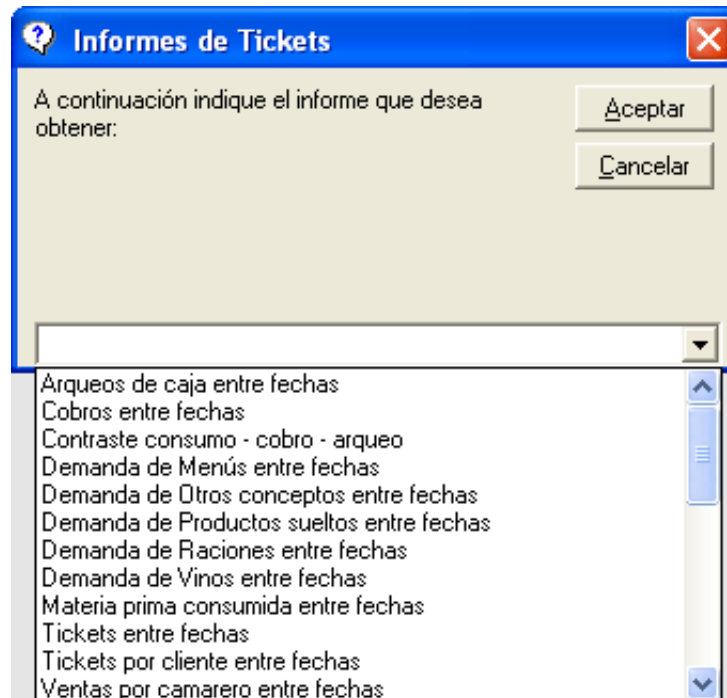 Informes de Tickets
A continuación indique el informe que desea
obtener:
Aceptar
Cancelar
Arqueos de caja entre fechas
Cobros entre fechas
Contraste consumo - cobro - arqueo
Demanda de Menús entre fechas
Demanda de Otros conceptos entre fechas
Demanda de Productos sueltos entre fechas
Demanda de Raciones entre fechas
Demanda de Vinos entre fechas
Materia prima consumida entre fechas
Tickets entre fechas
Tickets por cliente entre fechas
Ventas por camarero entre fechas